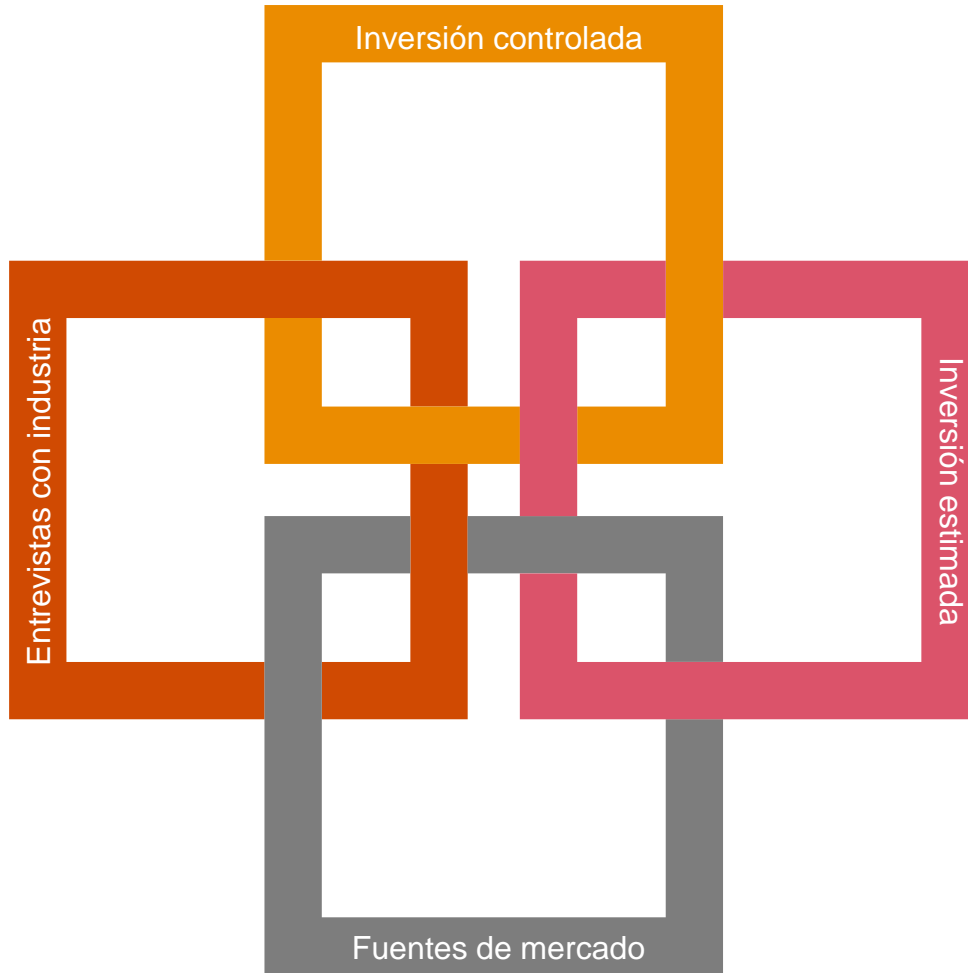 Inversión controlada
Entrevistas con industria
Inversión estimada
Fuentes de mercado